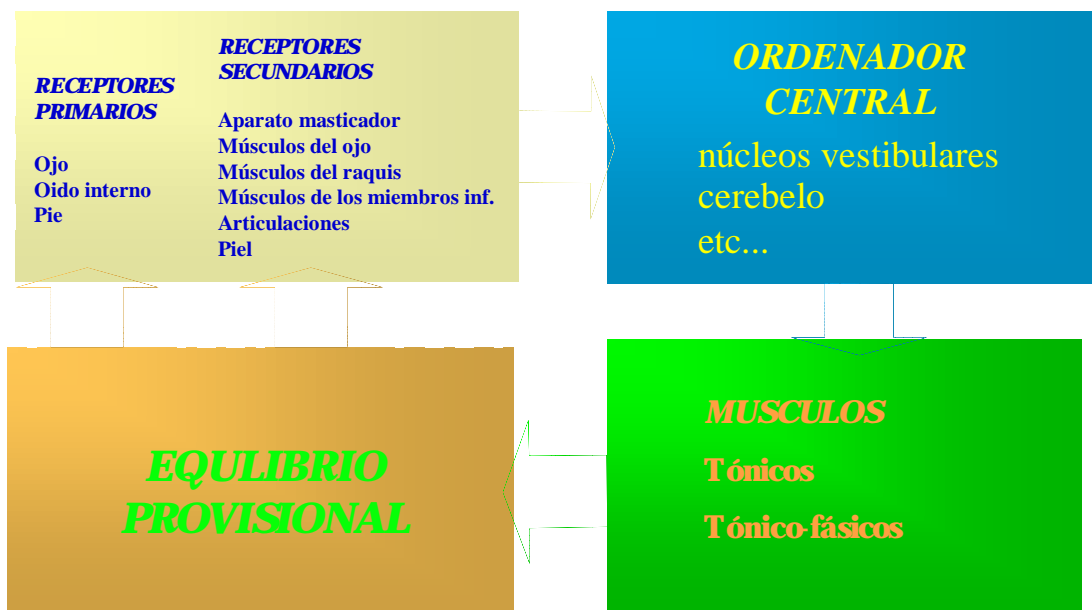 RECEPTORES
PRIMARIOS
Ojo
Oido interno
Pie
RECEPTORES
SECUNDARIOS
Aparato masticador
Músculos del ojo
Músculos del raquis
Músculos de los miembros inf.
Articulaciones
Piel
ORDENADOR
CENTRAL
núcleos vestibulares
cerebelo
etc...
MUSCULOS
Tónicos
Tónico-fásicos
EQULIBRIO
PROVISIONAL